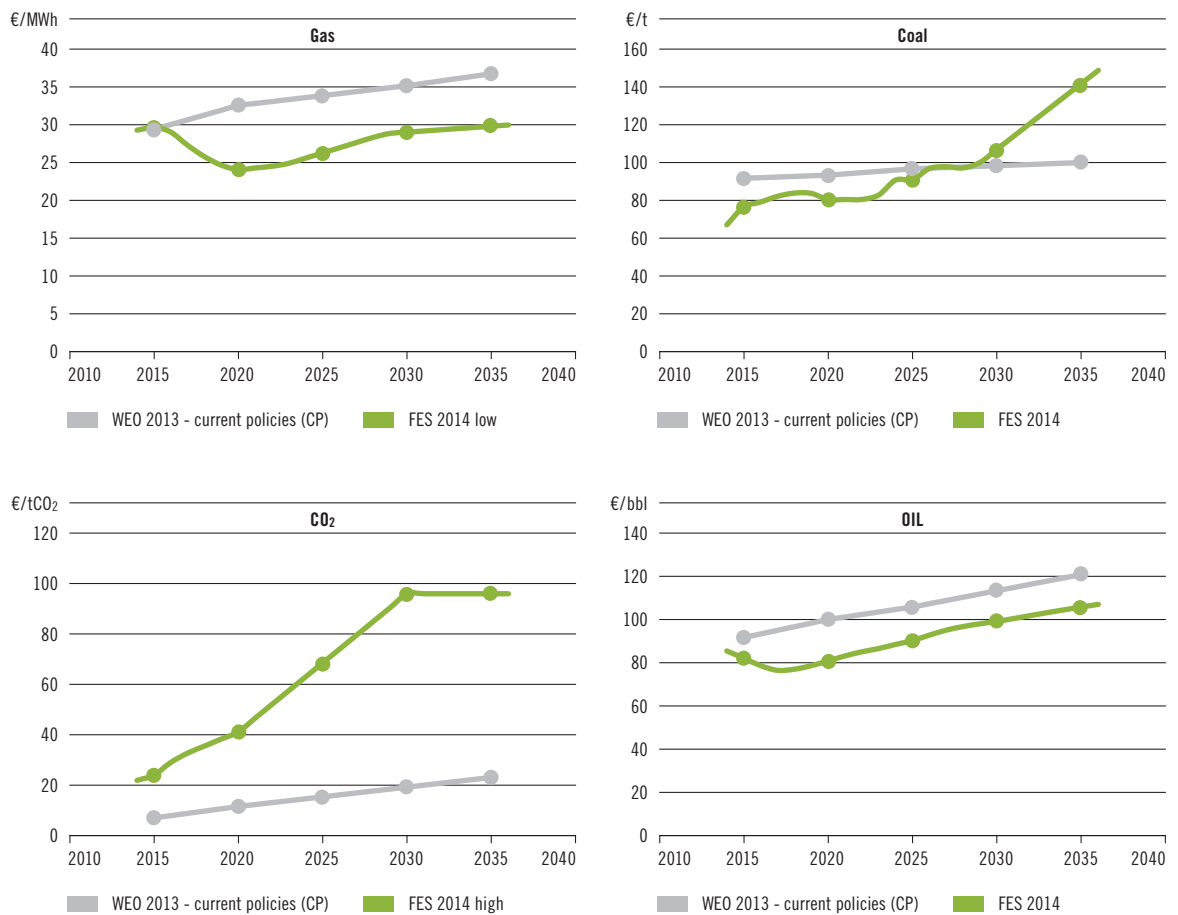 €/MWh
Gas
40
35
30
25
20
15
10
5
0
2010 2015 2020 2025 2030 2035 2040
WEO 2013 - current policies (CP) FES 2014 low
€/t
Coal
160
140
120
100
80
60
40
20
0
2010 2015 2020 2025 2030 2035 2040
WEO 2013 - current policies (CP) FES 2014
€/tCO₂
CO₂
120
100
80
60
40
20
0
2010 2015 2020 2025 2030 2035 2040
WEO 2013 - current policies (CP) FES 2014 high
€/bbl
OIL
140
120
100
80
60
40
20
0
2010 2015 2020 2025 2030 2035 2040
WEO 2013 - current policies (CP) FES 2014